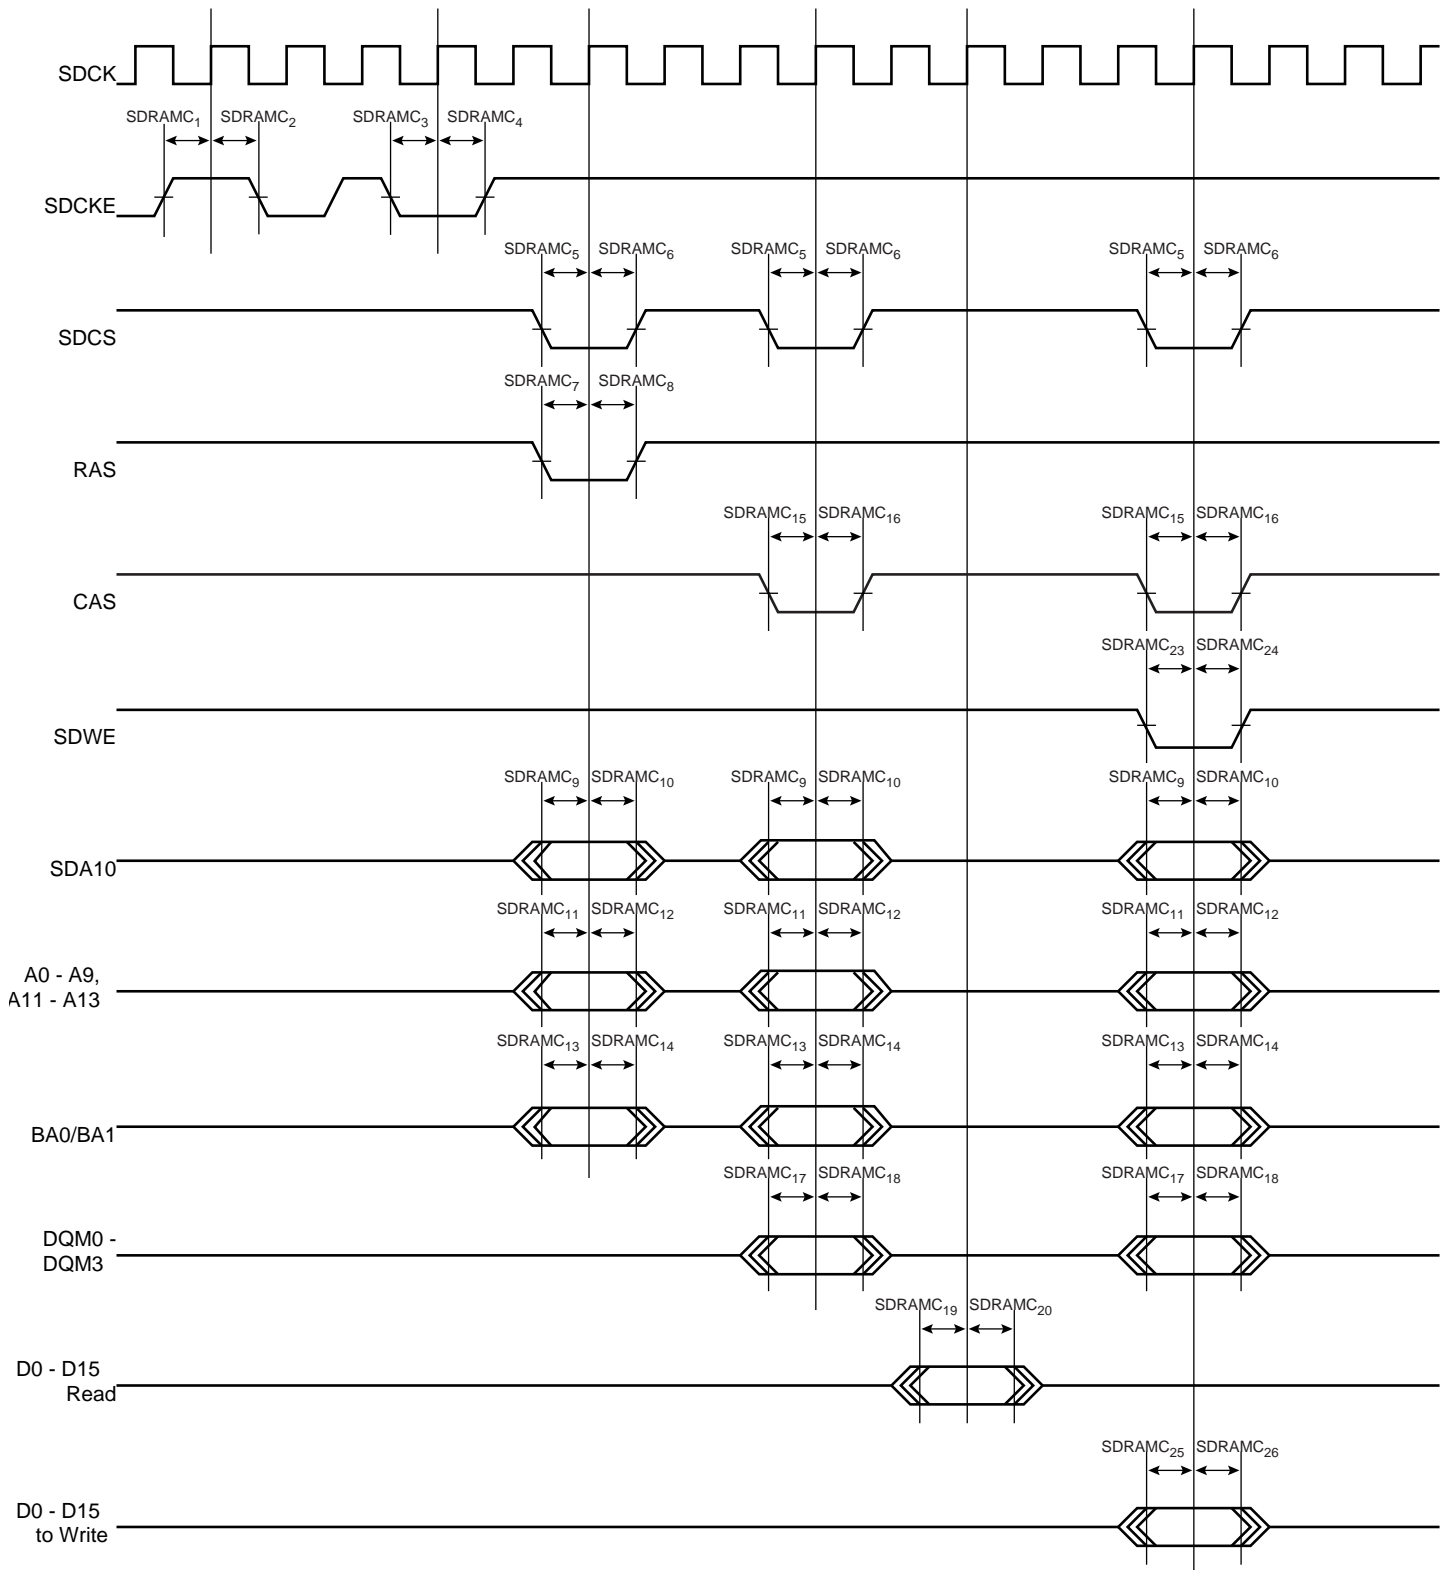 SDCK
SDRAMC1 SDRAMC2 SDRAMC3 SDRAMC4
SDCKE
SDRAMC5 SDRAMC6 SDRAMC5 SDRAMC6 SDRAMC5 SDRAMC6
SDCS
SDRAMC7 SDRAMC8
RAS
SDRAMC15 SDRAMC16 SDRAMC15 SDRAMC16
CAS
SDRAMC23 SDRAMC24
SDWE
SDRAMC9 SDRAMC10 SDRAMC9 SDRAMC10 SDRAMC9 SDRAMC10
SDA10
SDRAMC11 SDRAMC12 SDRAMC11 SDRAMC12 SDRAMC11 SDRAMC12
A0 - A9,
A11 - A13
SDRAMC13 SDRAMC14 SDRAMC13 SDRAMC14 SDRAMC13 SDRAMC14
BA0/BA1
SDRAMC17 SDRAMC18 SDRAMC17 SDRAMC18
DQM0 -
DQM3
SDRAMC19 SDRAMC20
D0 - D15
Read
SDRAMC25 SDRAMC26
D0 - D15
to Write